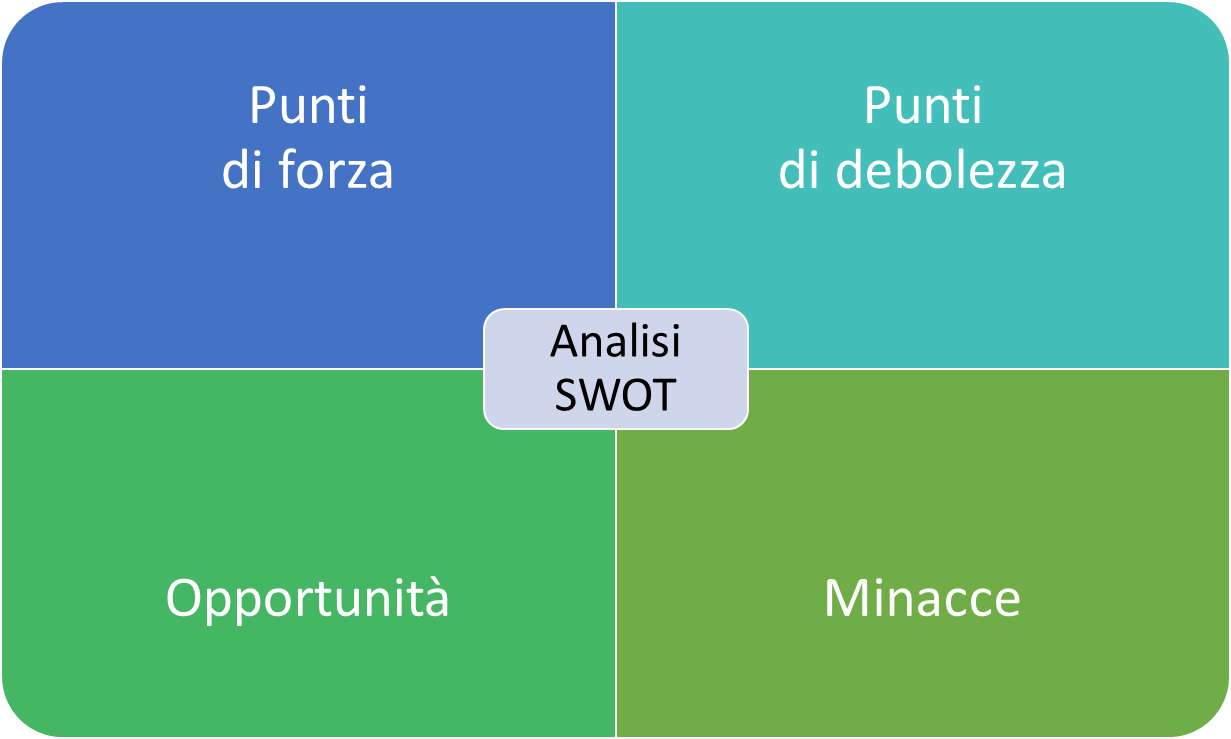 Punti
di forza
Punti
di debolezza
Analisi
SWOT
Opportunità
Minacce